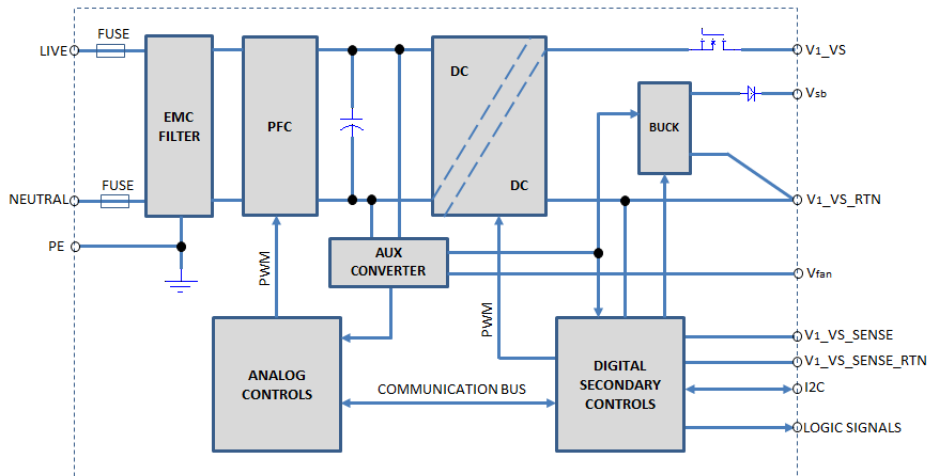 FUSE
LIVE
V1_VS
DC
Vsb
EMC
FILTER
PFC
BUCK
FUSE
DC
NEUTRAL
V1_VS_RTN
PE
AUX
CONVERTER
PWM
Vfan
PWM
V1_VS_SENSE
V1_VS_SENSE_RTN
ANALOG
CONTROLS
COMMUNICATION BUS
DIGITAL
SECONDARY
CONTROLS
I2C
LOGIC SIGNALS